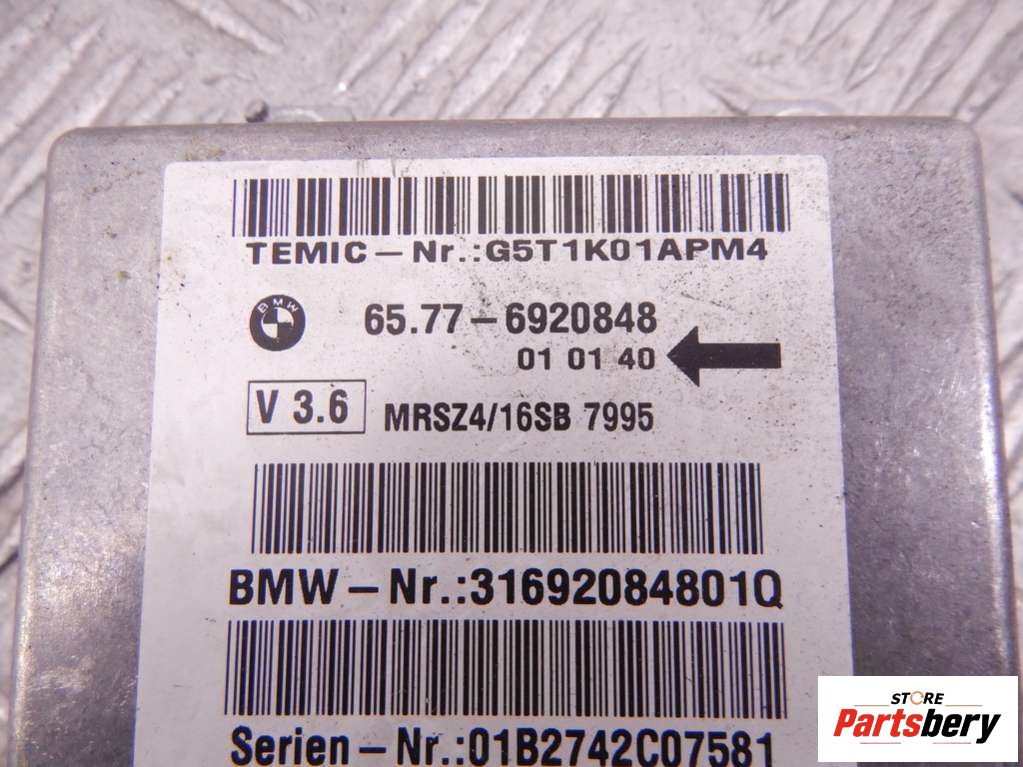 TEMIC – Nr.:G5T1K01APM4
BMW
65.77 – 6920848
01 01 40
V 3.6
MRSZ4/16SB 7995
BMW – Nr.:31692084801Q
Serien – Nr.:01B2742C07581
STORE
Partsbery